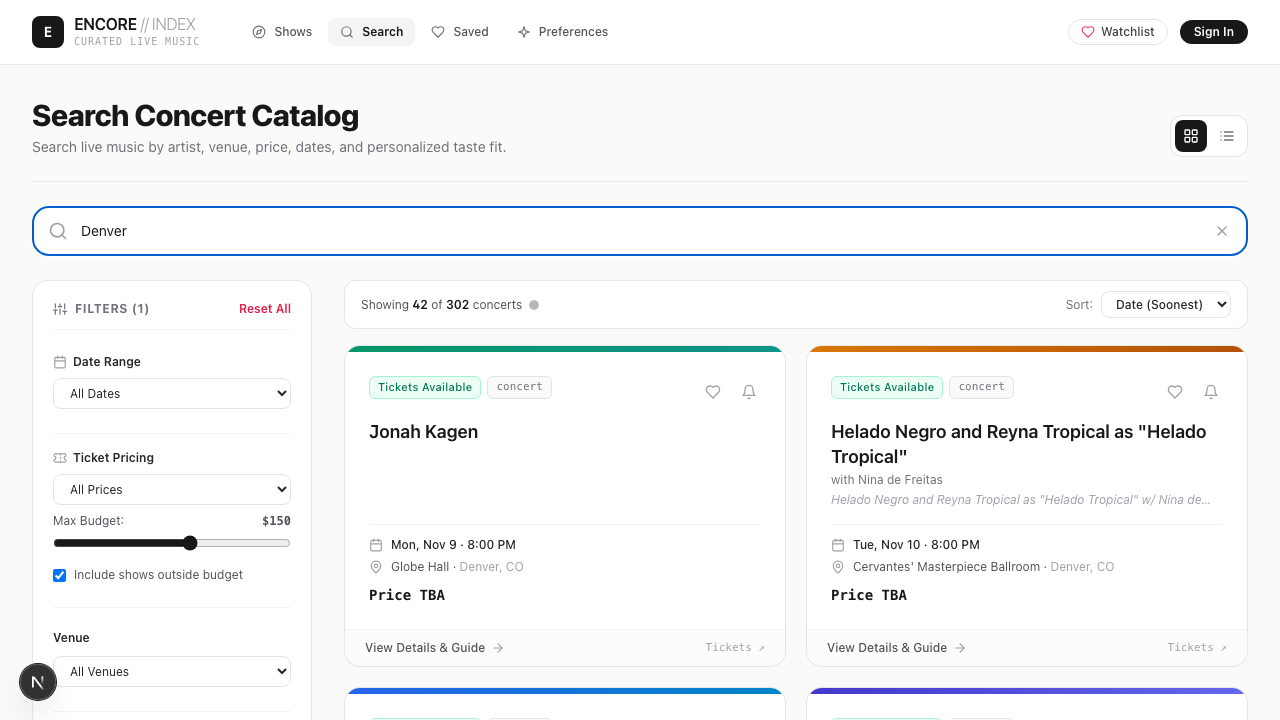 E
ENCORE // INDEX
CURATED LIVE MUSIC
Shows
Search
Saved
Preferences
Watchlist
Sign In
Search Concert Catalog
Search live music by artist, venue, price, dates, and personalized taste fit.
Denver
FILTERS (1)
Reset All
Date Range
All Dates
Ticket Pricing
All Prices
Max Budget:
$150
Include shows outside budget
Venue
All Venues
N
Showing 42 of 302 concerts
Sort:
Date (Soonest)
Tickets Available
concert
Jonah Kagen
Mon, Nov 9 · 8:00 PM
Globe Hall · Denver, CO
Price TBA
View Details & Guide →
Tickets ↗
Tickets Available
concert
Helado Negro and Reyna Tropical as "Helado
Tropical"
with Nina de Freitas
Helado Negro and Reyna Tropical as "Helado Tropical" w/ Nina de...
Tue, Nov 10 · 8:00 PM
Cervantes' Masterpiece Ballroom · Denver, CO
Price TBA
View Details & Guide →
Tickets ↗